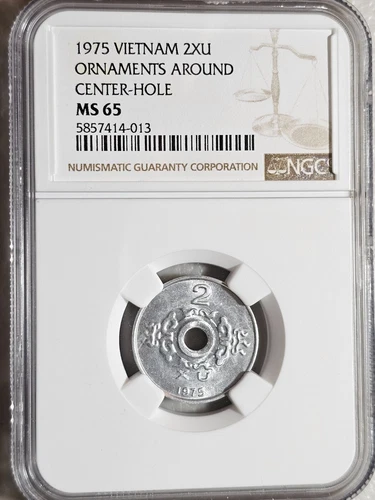 1975 VIETNAM 2XU
ORNAMENTS AROUND
CENTER-HOLE
MS 65
5857414-013
NUMISMATIC GUARANTY CORPORATION
NGC
2
XU
1975